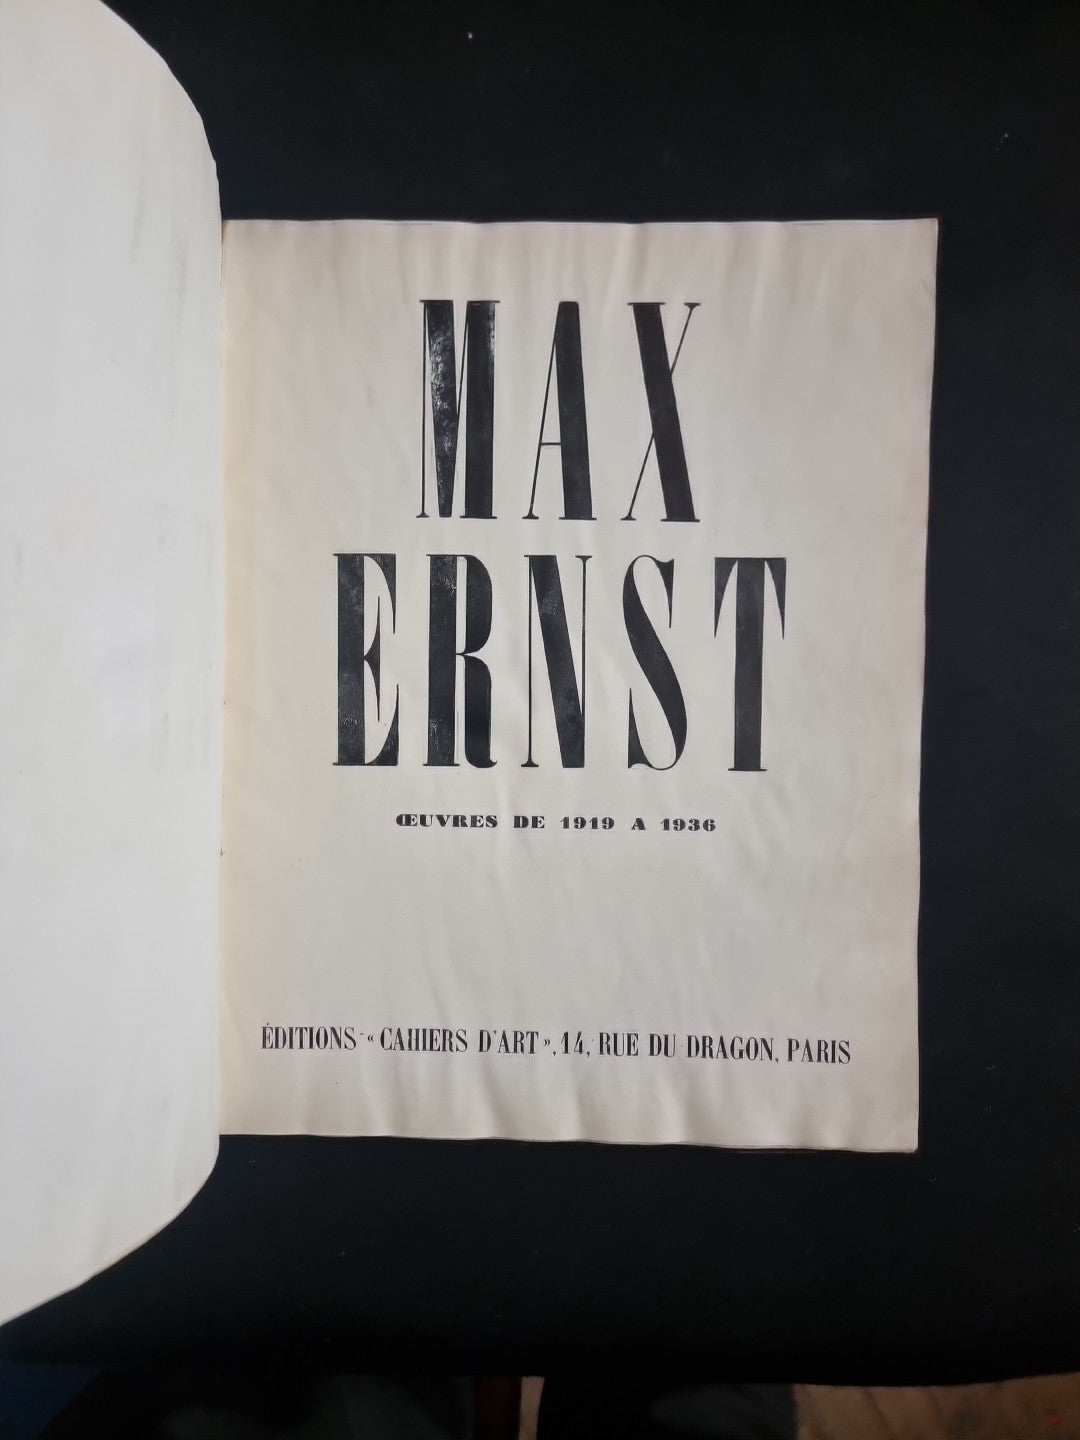 MAX
ERNST
ŒUVRES DE 1919 A 1936
ÉDITIONS « CAHIERS D'ART », 14, RUE DU DRAGON, PARIS